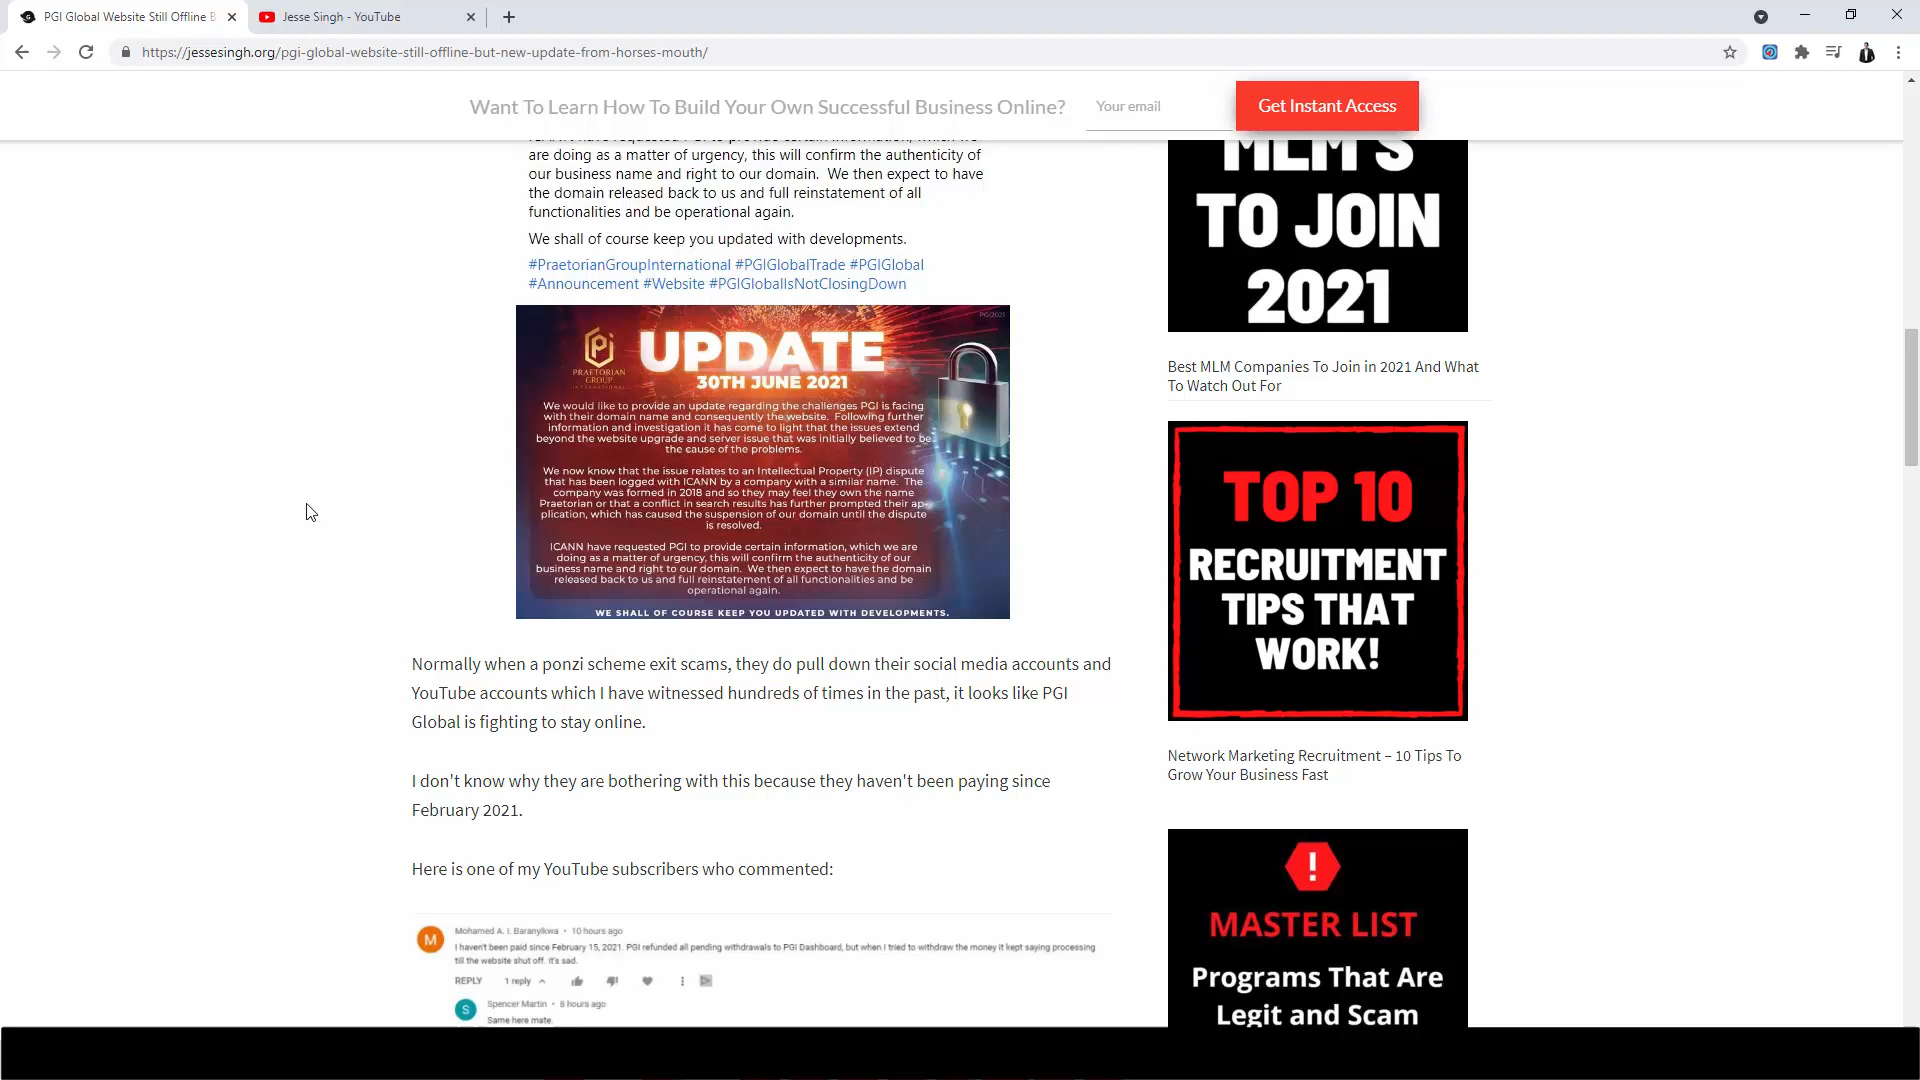 PGI Global Website Still Offline B
Jesse Singh - YouTube
https://jessesingh.org/pgi-global-website-still-offline-but-new-update-from-horses-mouth/
Want To Learn How To Build Your Own Successful Business Online?
Your email
Get Instant Access
are doing as a matter of urgency, this will confirm the authenticity of
our business name and right to our domain. We then expect to have
the domain released back to us and full reinstatement of all
functionalities and be operational again.
We shall of course keep you updated with developments.
#PraetorianGroupInternational #PGIGlobalTrade #PGIGlobal
#Announcement #Website #PGIGlobalIsNotClosingDown
PGI2021
PRAETORIAN
GROUP
INTERNATIONAL
UPDATE
30TH JUNE 2021
We would like to provide an update regarding the challenges PGI is facing
with their domain name and consequently the website. Following further
information and investigation it has come to light that the issues extend
beyond the website upgrade and server issue that was initially believed to be
the cause of the problems.
We now know that the issue relates to an Intellectual Property (IP) dispute
that has been logged with ICANN by a company with a similar name. The
company was formed in 2018 and so they may feel they own the name
Praetorian or that a conflict in search results has further prompted their ap-
plication, which has caused the suspension of our domain until the dispute
is resolved.
ICANN have requested PGI to provide certain information, which we are
doing as a matter of urgency, this will confirm the authenticity of our
business name and right to our domain. We then expect to have the domain
released back to us and full reinstatement of all functionalities and be
operational again.
WE SHALL OF COURSE KEEP YOU UPDATED WITH DEVELOPMENTS.
Normally when a ponzi scheme exit scams, they do pull down their social media accounts and
YouTube accounts which I have witnessed hundreds of times in the past, it looks like PGI
Global is fighting to stay online.
I don't know why they are bothering with this because they haven't been paying since
February 2021.
Here is one of my YouTube subscribers who commented:
M
Mohamed A. I. Baranyikwa • 10 hours ago
I haven't been paid since February 15, 2021. PGI refunded all pending withdrawals to PGI Dashboard, but when I tried to withdraw the money it kept saying processing
till the website shut off. It's sad.
REPLY 1 reply
S
Spencer Martin • 8 hours ago
Same here mate.
MLM'S
TO JOIN
2021
Best MLM Companies To Join in 2021 And What
To Watch Out For
TOP 10
RECRUITMENT
TIPS THAT
WORK!
Network Marketing Recruitment – 10 Tips To
Grow Your Business Fast
!
MASTER LIST
Programs That Are
Legit and Scam